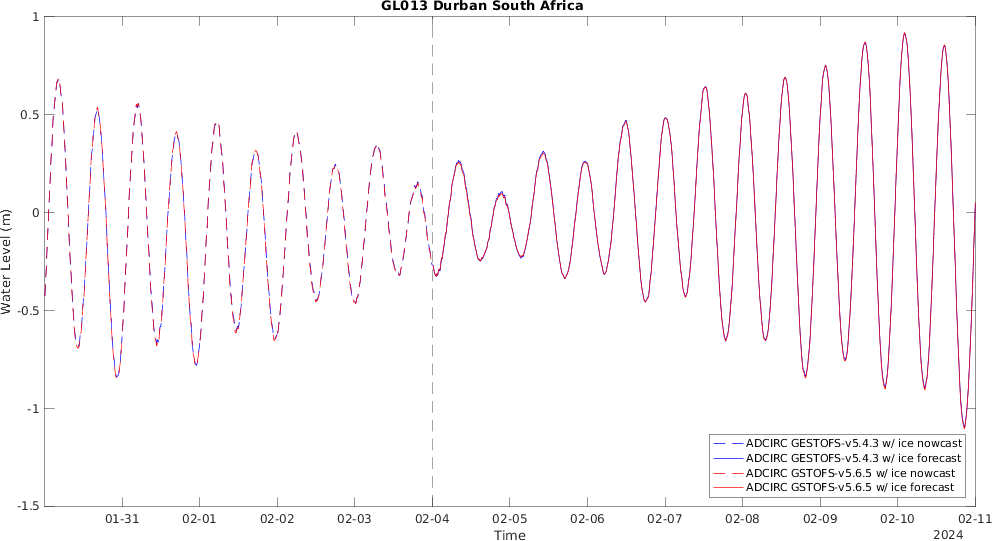 GL013 Durban South Africa
1
0.5
0
-0.5
-1
-1.5
Water Level (m)
ADCIRC GESTOFS-v5.4.3 w/ ice nowcast
ADCIRC GESTOFS-v5.4.3 w/ ice forecast
ADCIRC GSTOFS-v5.6.5 w/ ice nowcast
ADCIRC GSTOFS-v5.6.5 w/ ice forecast
01-31 02-01 02-02 02-03 02-04 02-05 02-06 02-07 02-08 02-09 02-10 02-11
Time
2024